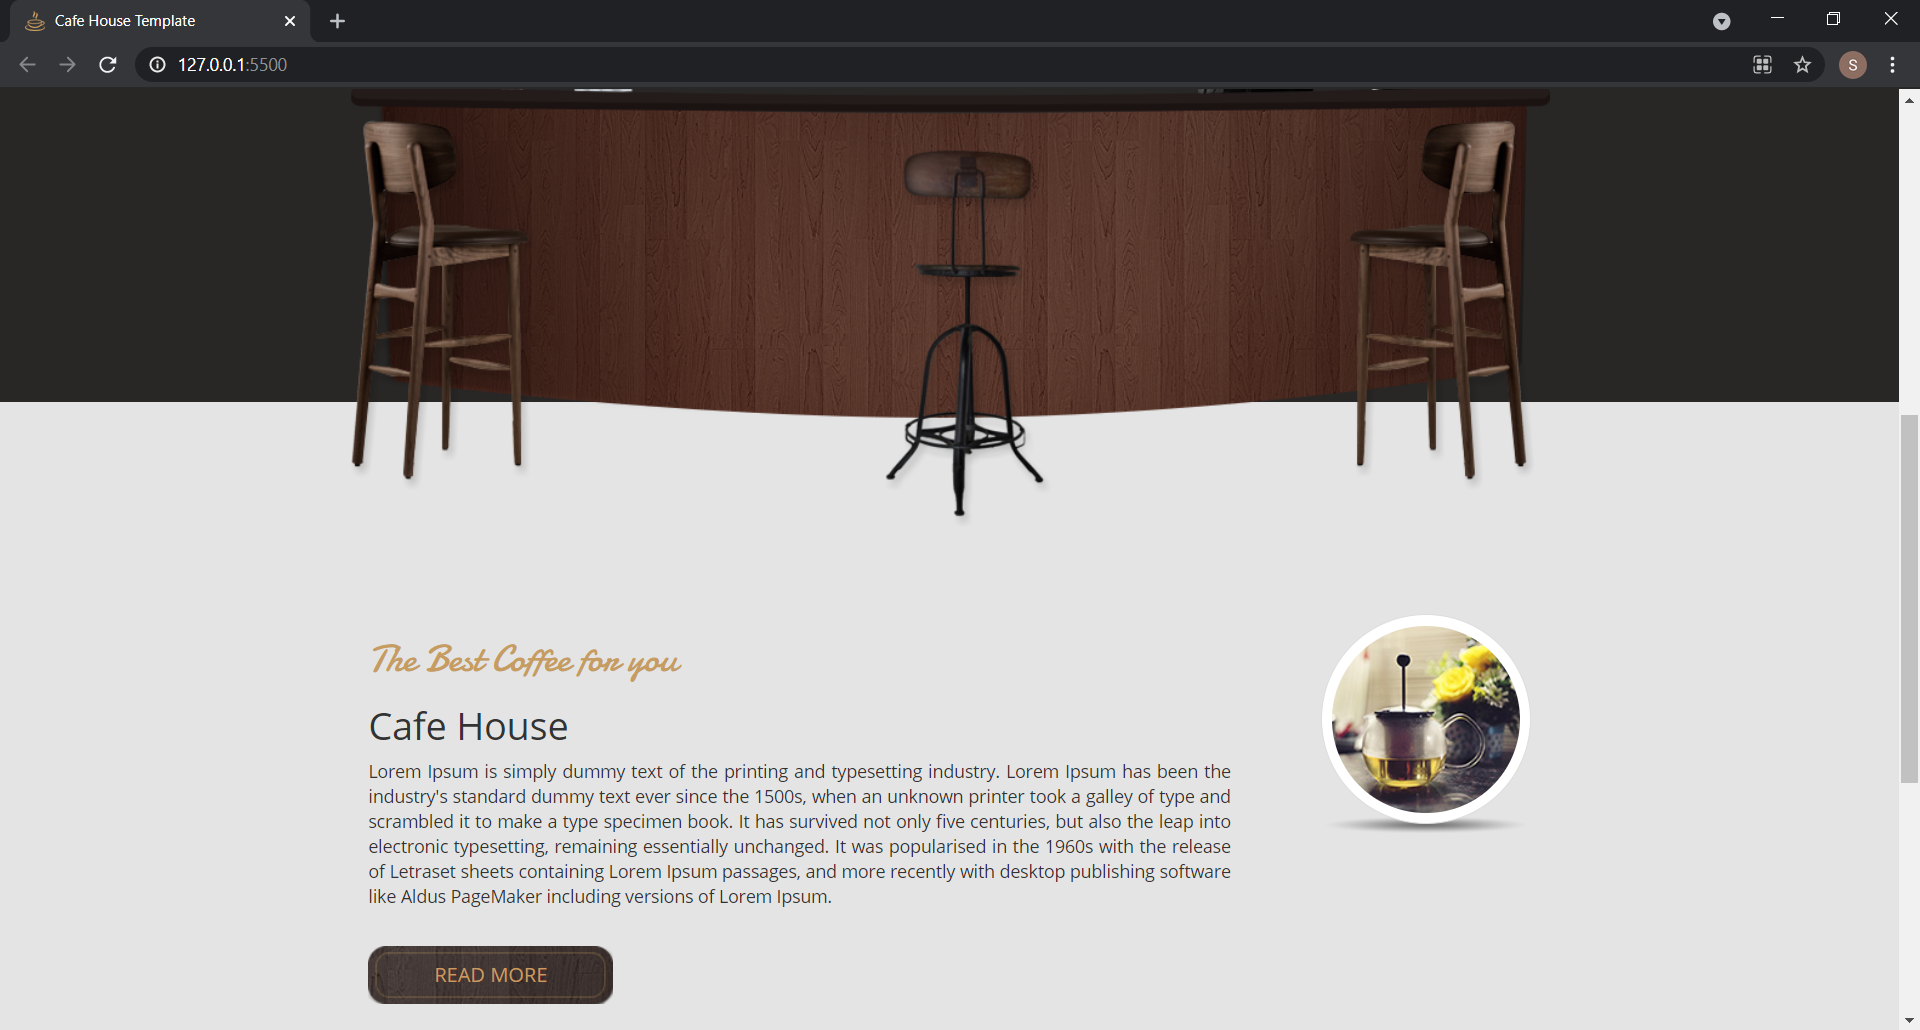 Cafe House Template
127.0.0.1:5500
S
The Best Coffee for you
Cafe House
Lorem Ipsum is simply dummy text of the printing and typesetting industry. Lorem Ipsum has been the
industry's standard dummy text ever since the 1500s, when an unknown printer took a galley of type and
scrambled it to make a type specimen book. It has survived not only five centuries, but also the leap into
electronic typesetting, remaining essentially unchanged. It was popularised in the 1960s with the release
of Letraset sheets containing Lorem Ipsum passages, and more recently with desktop publishing software
like Aldus PageMaker including versions of Lorem Ipsum.
READ MORE